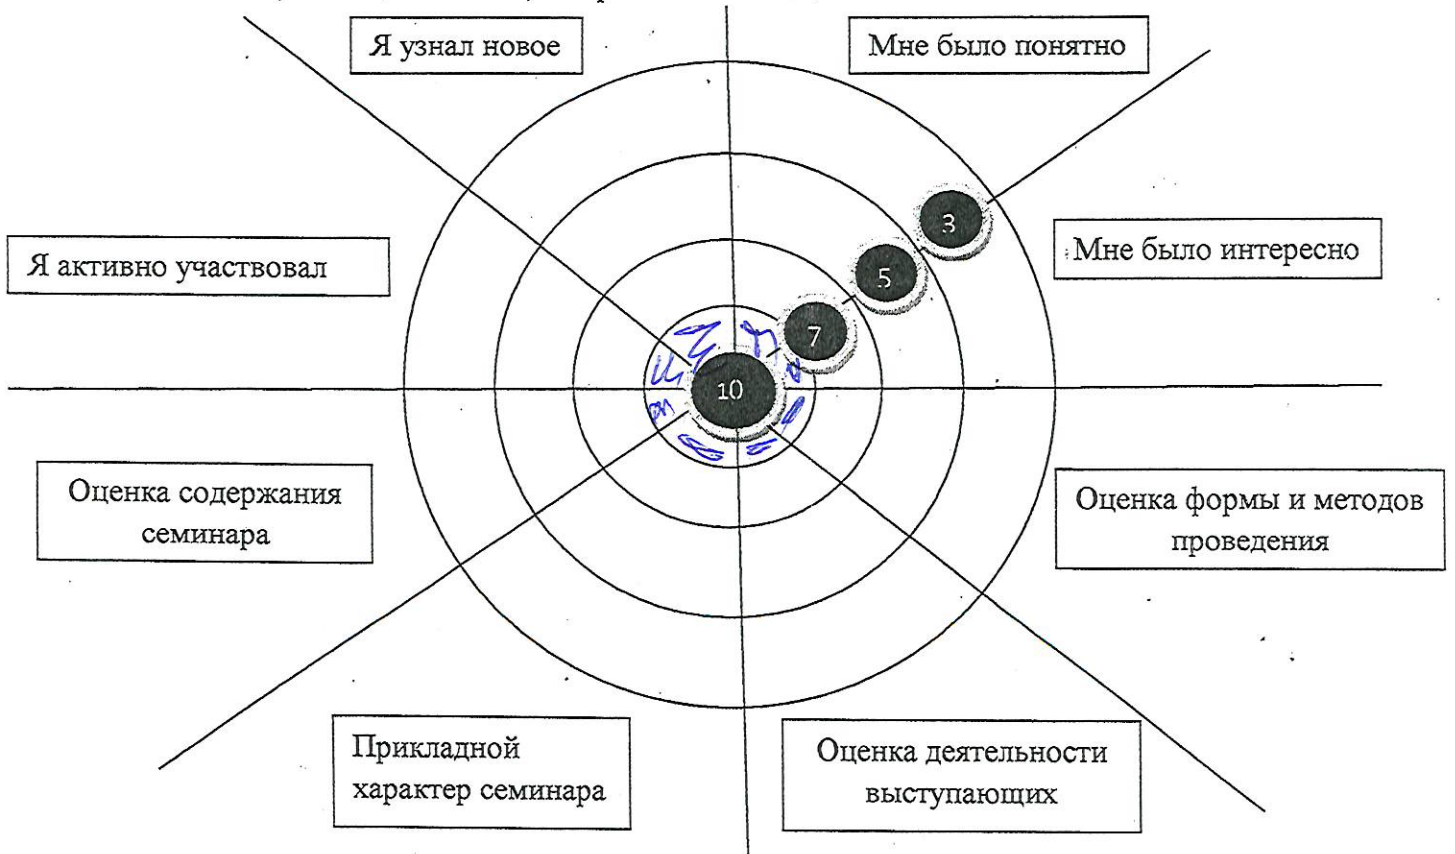 Я узнал новое
Мне было понятно
Я активно участвовал
Мне было интересно
3
5
7
10
Оценка содержания
семинара
Оценка формы и методов
проведения
Прикладной
характер семинара
Оценка деятельности
выступающих